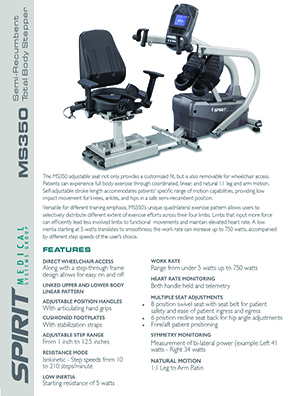 Semi-Recumbent
Total Body Stepper
MS350
SPIRIT
MEDICAL
SYSTEMS GROUP
SPIRIT
The MS350 adjustable seat not only provides a customized fit, but is also removable for wheelchair access.
Patients can experience full body exercise through coordinated, linear, and natural 1:1 leg and arm motion.
Self-adjustable stroke length accommodates patients' specific range of motion capabilities, providing low
impact movement for knees, ankles, and hips in a safe semi-recumbent position.
Versatile for different training emphasis, MS350's unique quadrilateral exercise pattern allows users to
selectively distribute different extent of exercise efforts across their four limbs. Limbs that input more force
can efficiently lead less involved limbs to functional movements and maintain elevated heart rate. A low
inertia starting at 5 watts translates to smoothness; the work rate can increase up to 750 watts, accompanied
by different step speeds of the user's choice.
FEATURES
DIRECT WHEELCHAIR ACCESS
Along with a step-through frame
design allows for easy on and off
LINKED UPPER AND LOWER BODY
LINEAR PATTERN
ADJUSTABLE POSITION HANDLES
With articulating hand grips
CUSHIONED FOOTPLATES
With stabilization straps
ADJUSTABLE STEP RANGE
From 1 inch to 12.5 inches
RESISTANCE MODE
Isokinetic - Step speeds from 10
to 210 steps/minute
LOW INERTIA
Starting resistance of 5 watts
WORK RATE
Range from under 5 watts up to 750 watts
HEART RATE MONITORING
Both handle held and telemetry
MULTIPLE SEAT ADJUSTMENTS
• 8 position swivel seat with seat belt for patient
safety and ease of patient ingress and egress
• 6 position recline seat back for hip angle adjustments
• Fore/aft patient positioning
SYMMETRY MONITORING
Measurement of bi-lateral power (example: Left 41
watts - Right 34 watts
NATURAL MOTION
1:1 Leg to Arm Ratio